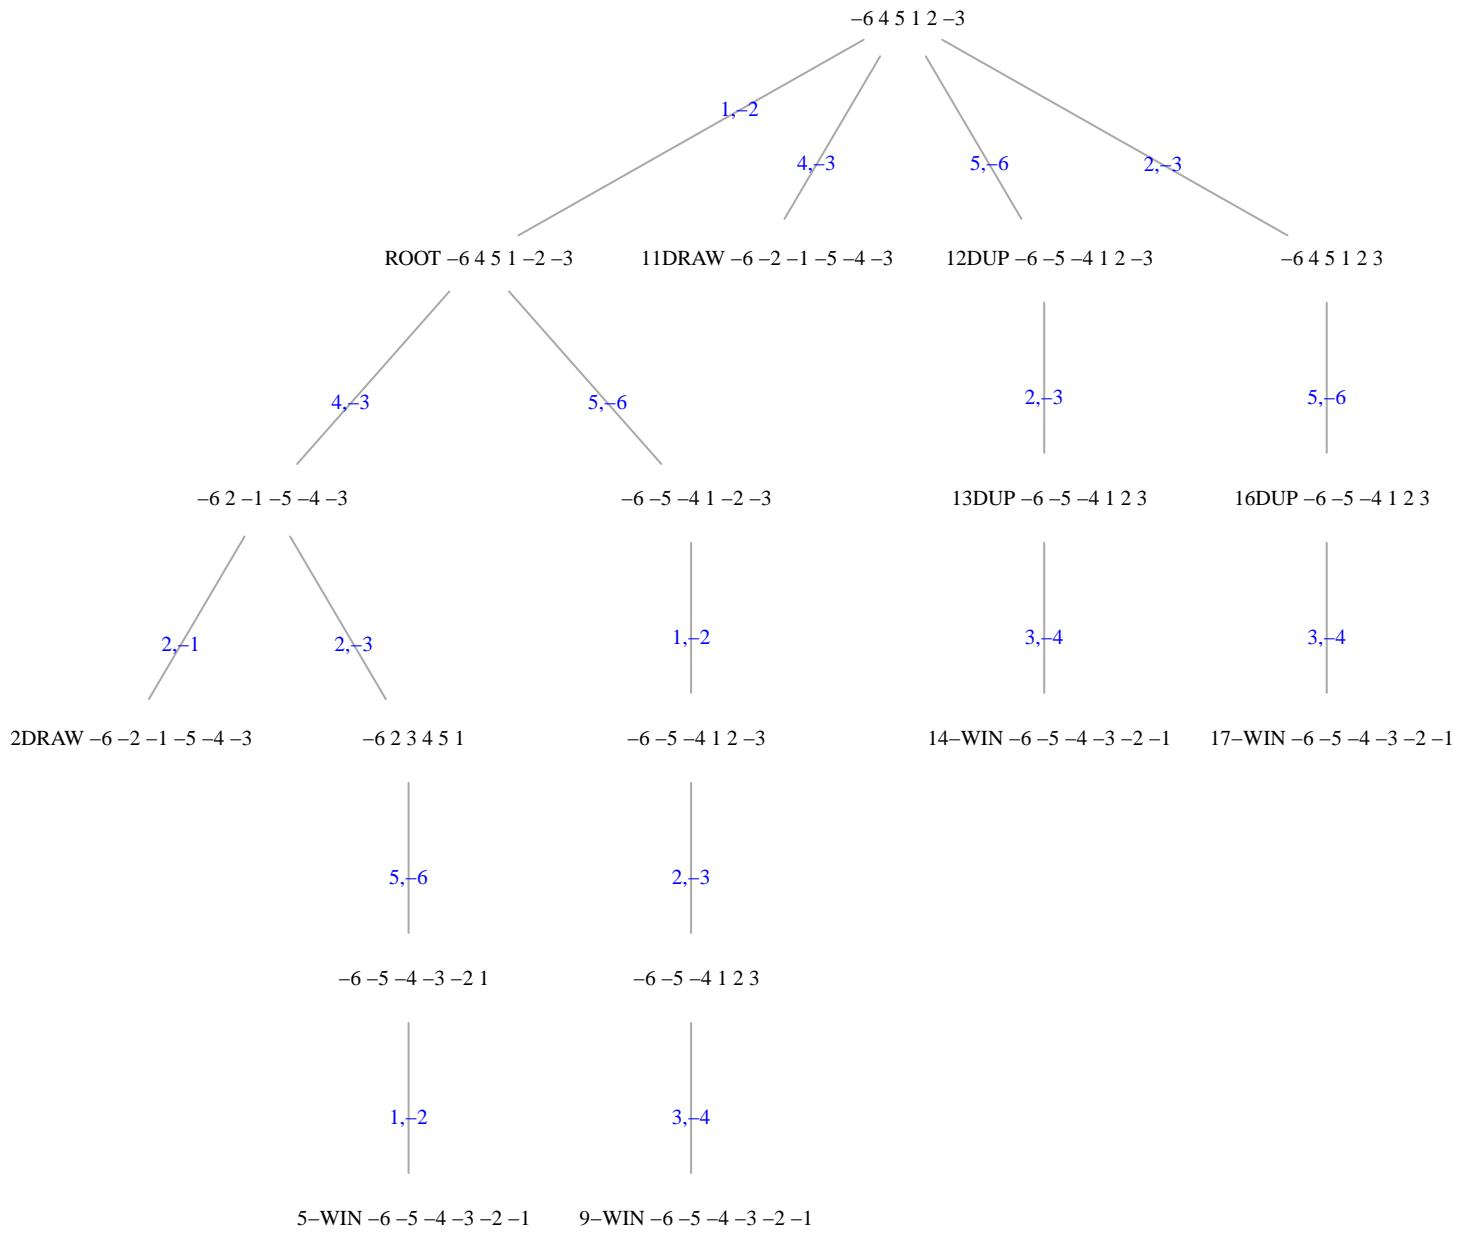 −6 4 5 1 2 −3
1,−2
4,−3
5,−6
2,−3
ROOT −6 4 5 1 −2 −3
11DRAW −6 −2 −1 −5 −4 −3
12DUP −6 −5 −4 1 2 −3
−6 4 5 1 2 3
4,−3
5,−6
2,−3
5,−6
−6 2 −1 −5 −4 −3
−6 −5 −4 1 −2 −3
13DUP −6 −5 −4 1 2 3
16DUP −6 −5 −4 1 2 3
2,−1
2,−3
1,−2
3,−4
3,−4
2DRAW −6 −2 −1 −5 −4 −3
−6 2 3 4 5 1
−6 −5 −4 1 2 −3
14−WIN −6 −5 −4 −3 −2 −1
17−WIN −6 −5 −4 −3 −2 −1
5,−6
2,−3
−6 −5 −4 −3 −2 1
−6 −5 −4 1 2 3
1,−2
3,−4
5−WIN −6 −5 −4 −3 −2 −1
9−WIN −6 −5 −4 −3 −2 −1